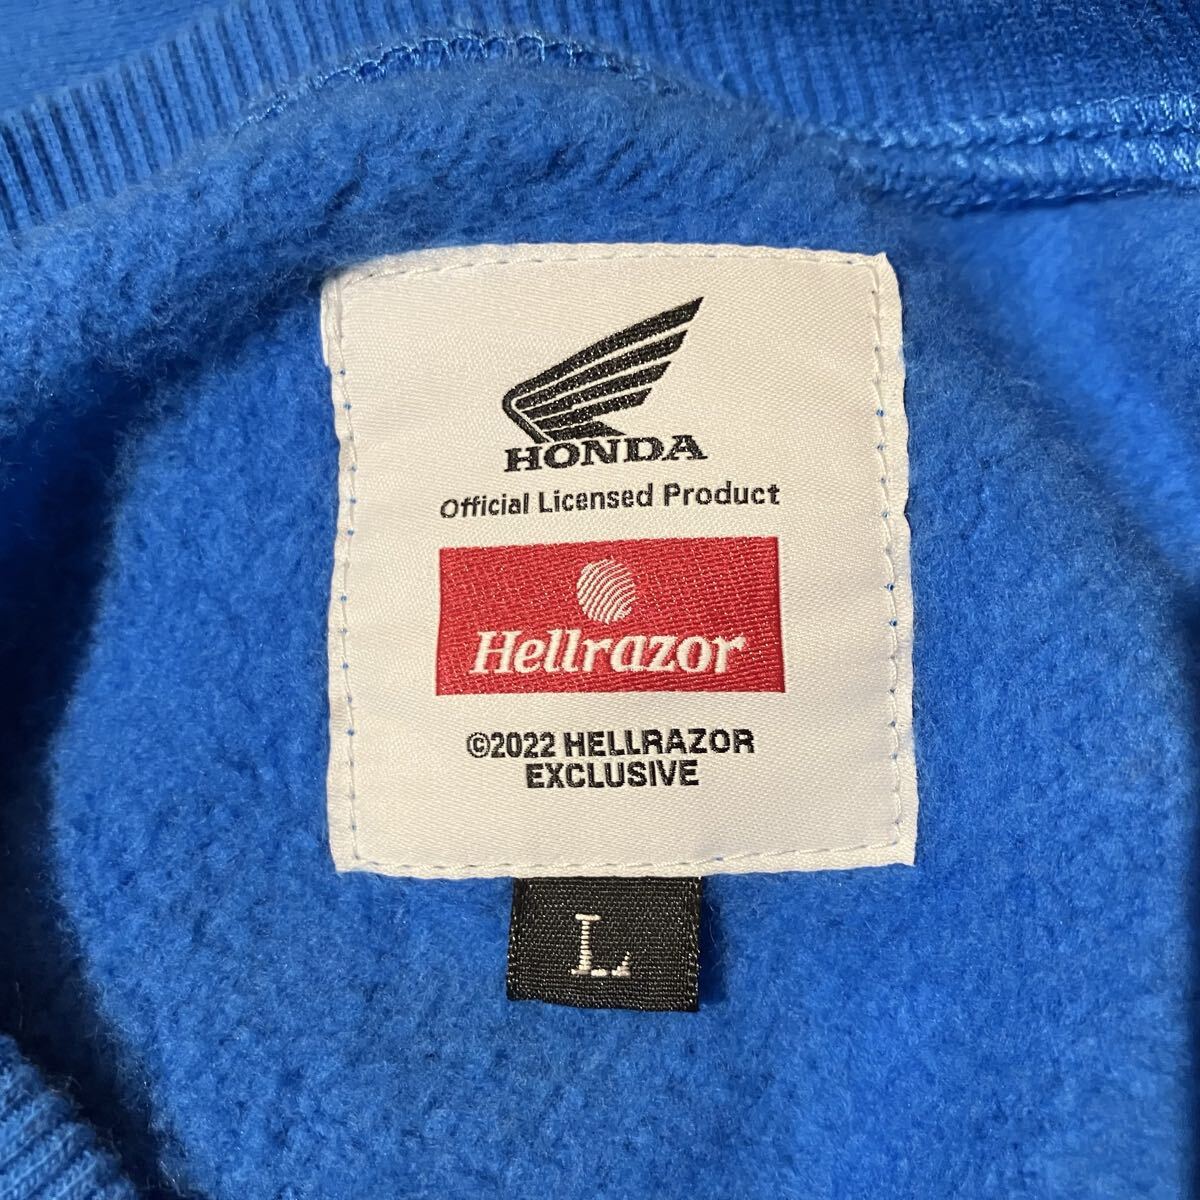 HONDA
Official Licensed Product
Hellrazor
©2022 HELLRAZOR
EXCLUSIVE
L